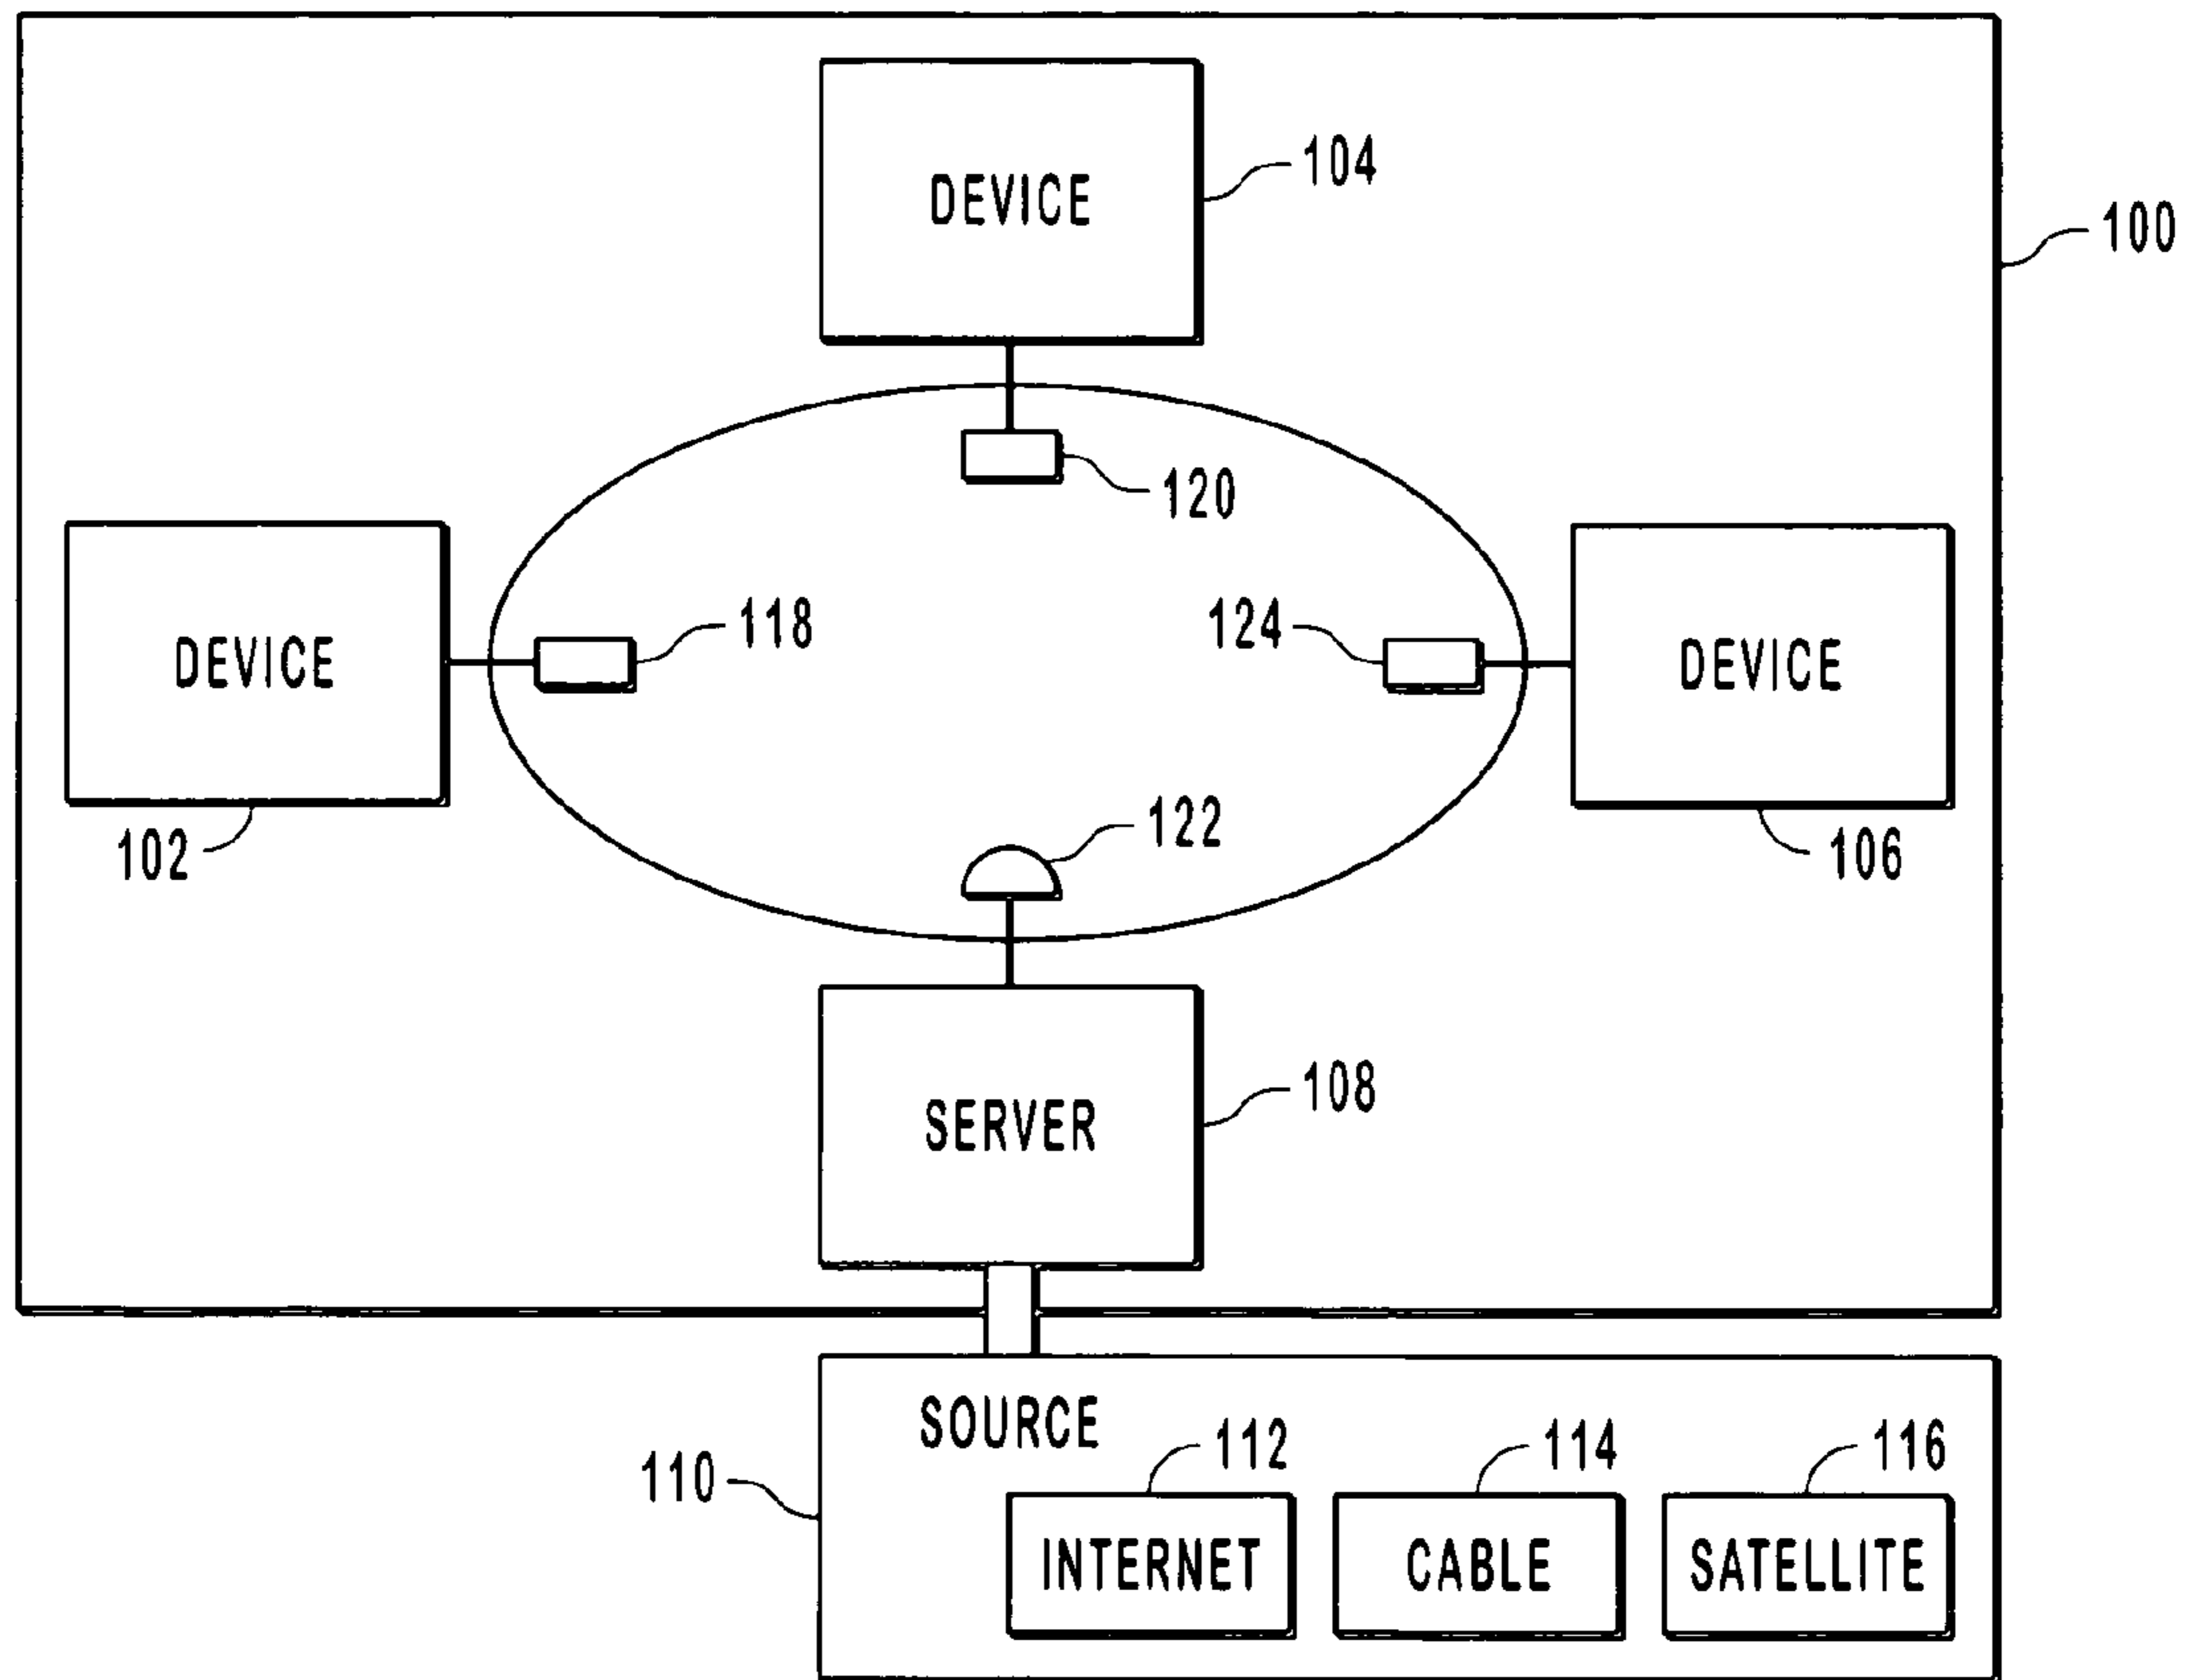 DEVICE
104
100
120
118
124
DEVICE
DEVICE
122
102
106
108
SERVER
SOURCE
110
112
114
116
INTERNET
CABLE
SATELLITE